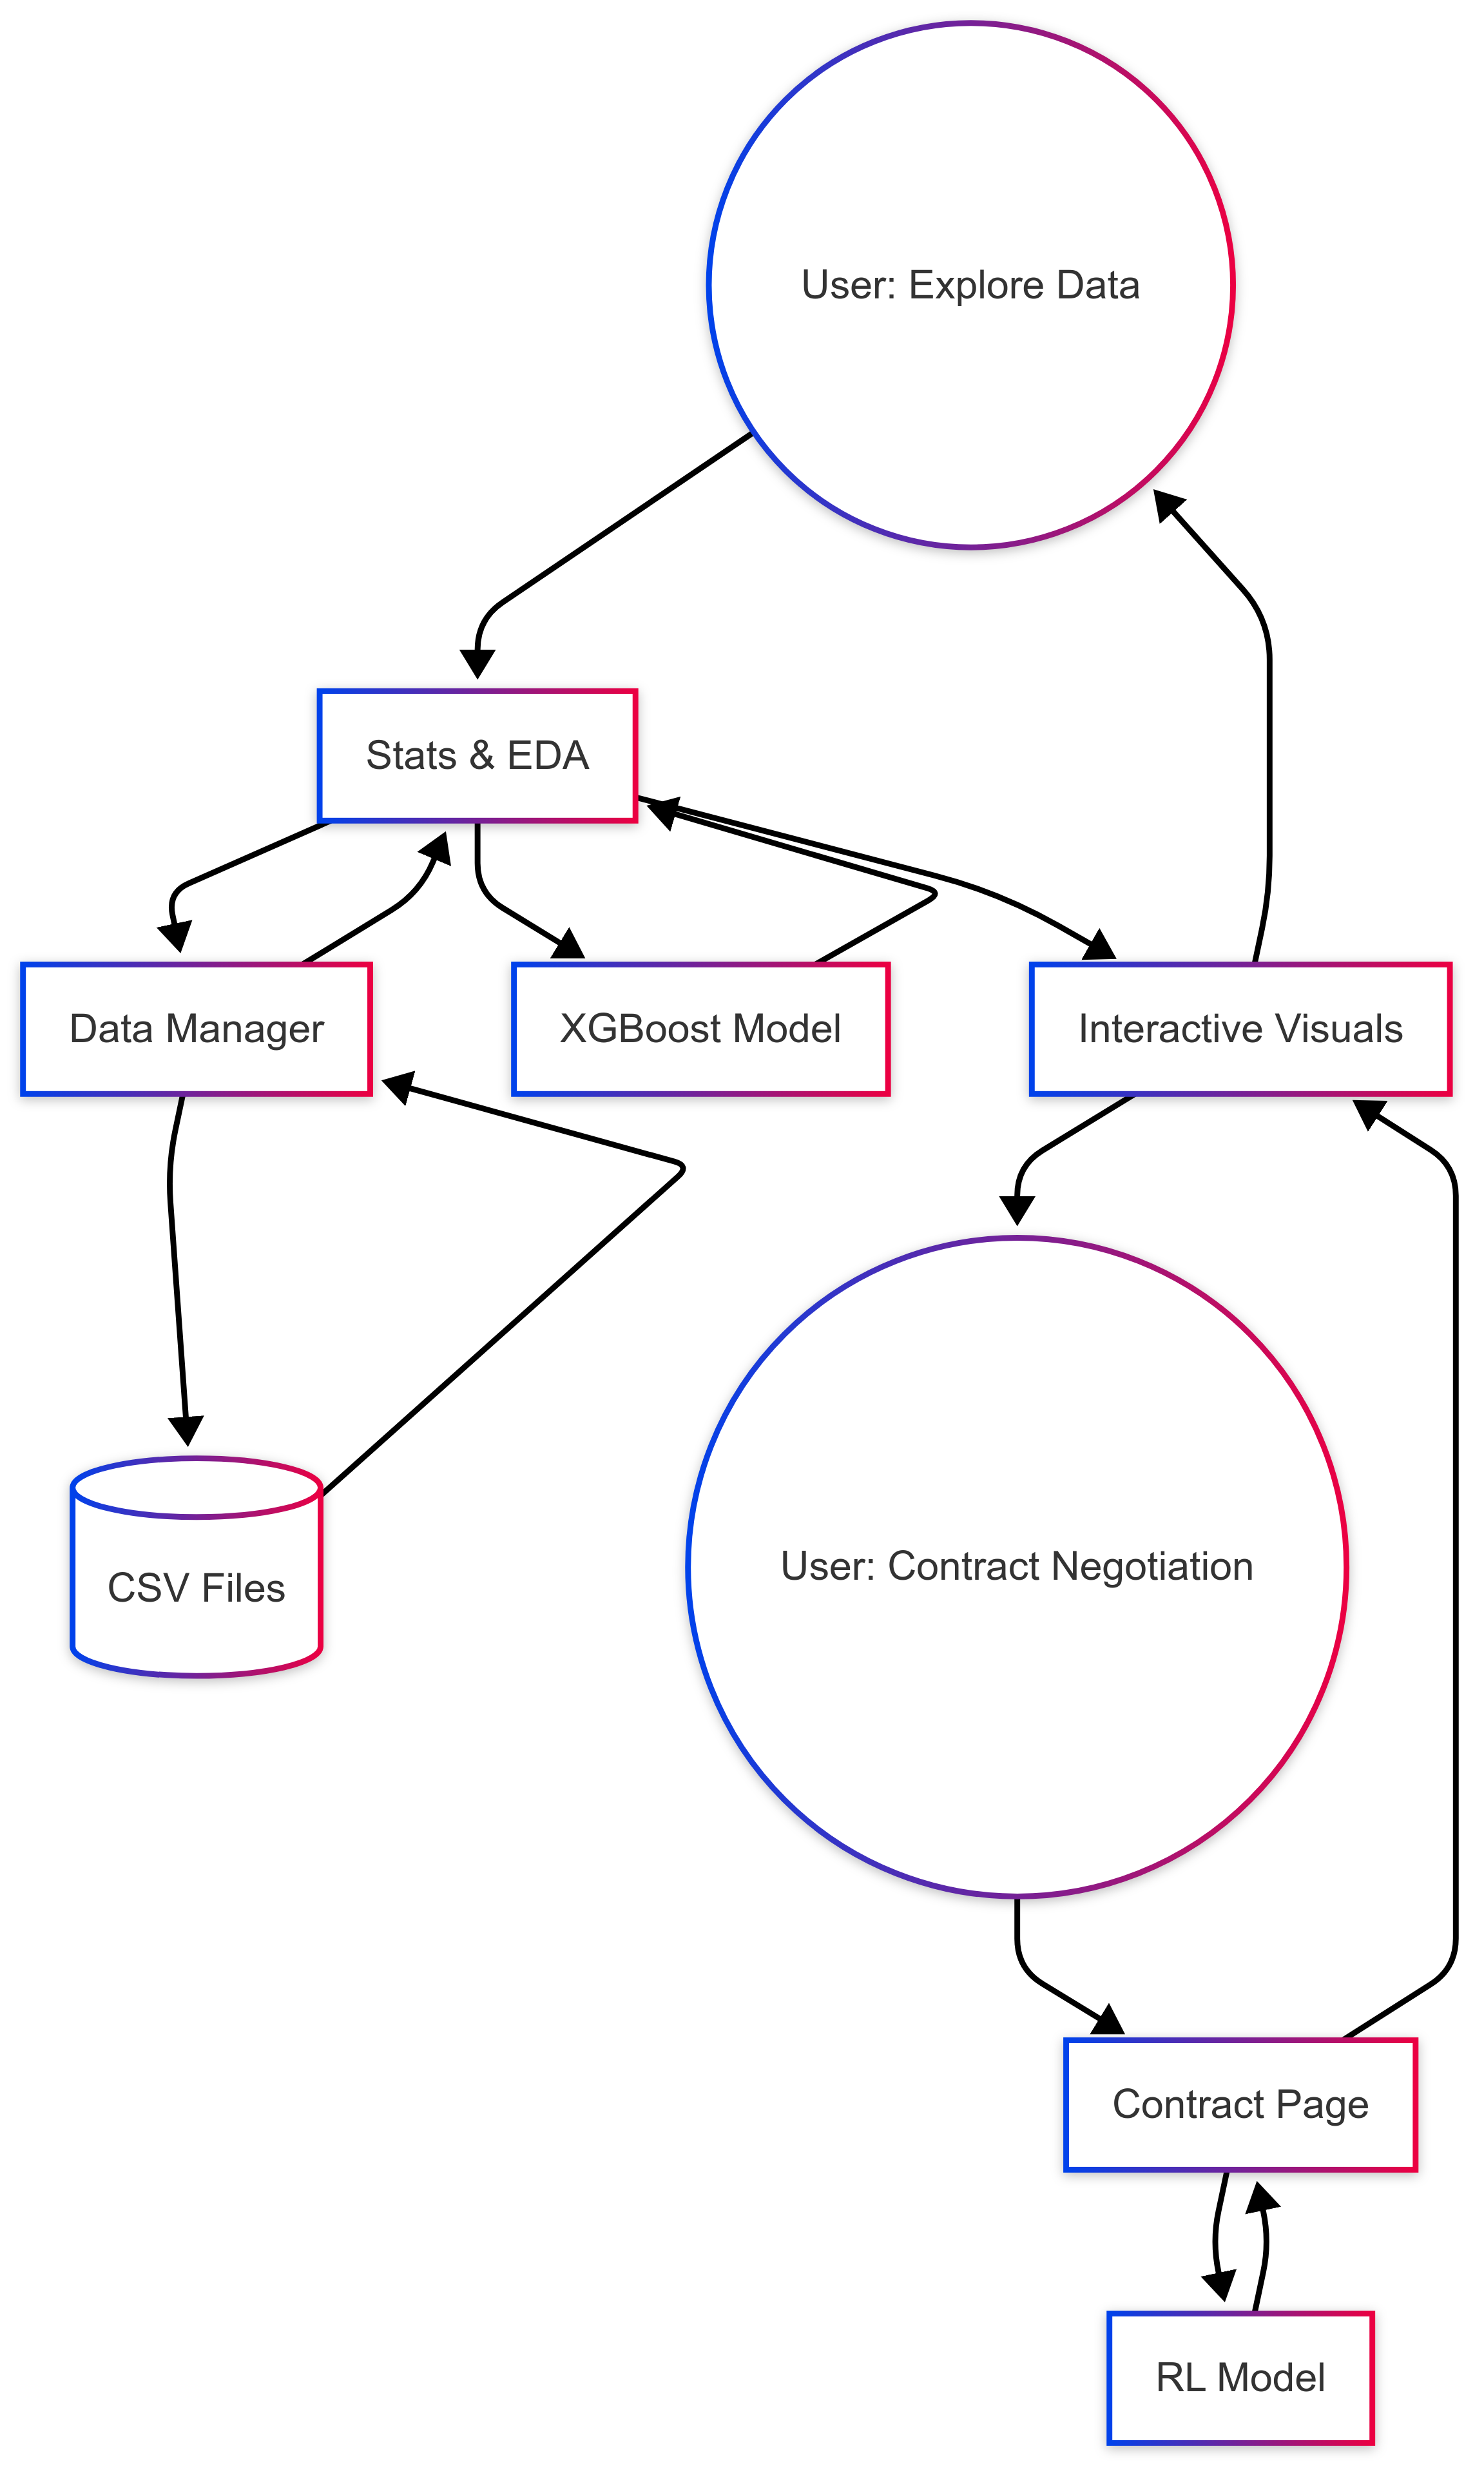 User: Explore Data
Stats & EDA
Data Manager
XGBoost Model
Interactive Visuals
CSV Files
User: Contract Negotiation
Contract Page
RL Model